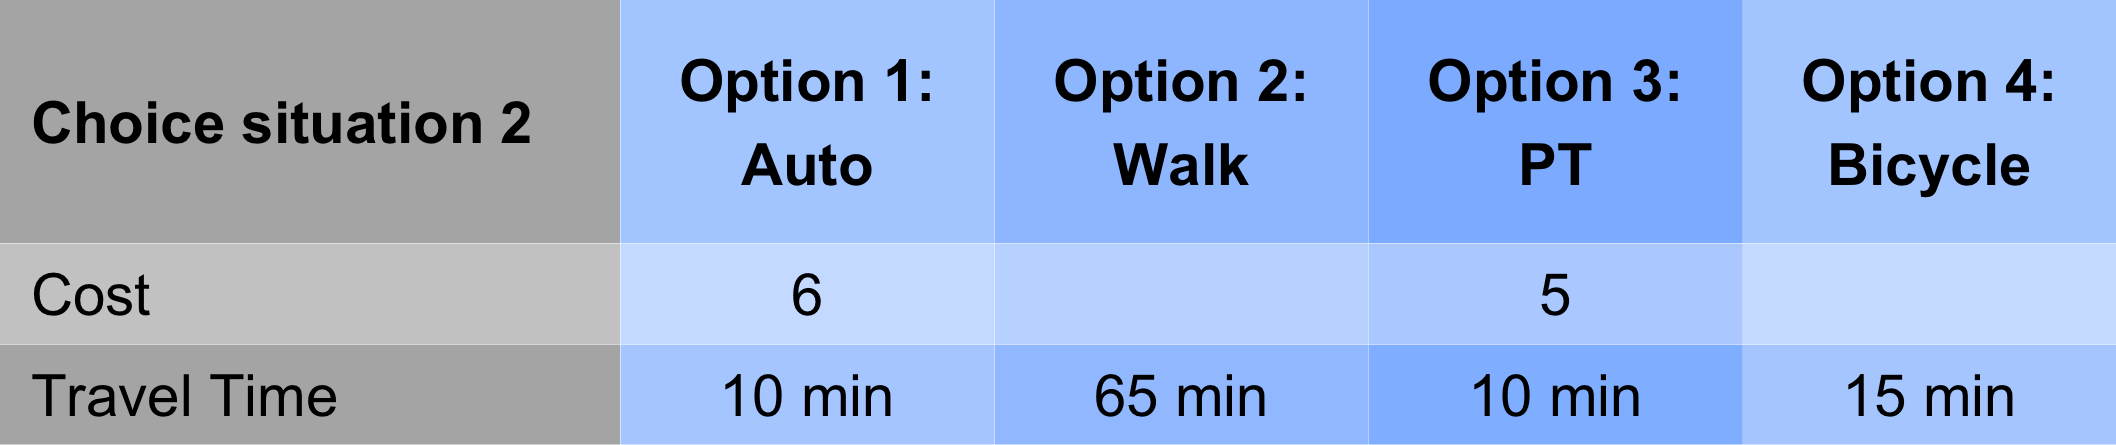 Choice situation 2
Option 1:
Auto
Option 2:
Walk
Option 3:
PT
Option 4:
Bicycle
Cost 6 5
Travel Time 10 min 65 min 10 min 15 min